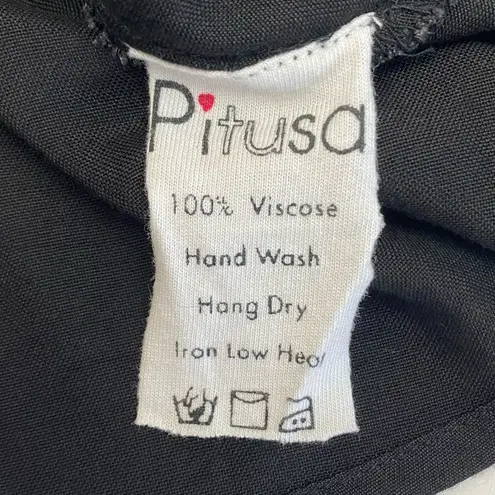 Pitusa
100% Viscose
Hand Wash
Hang Dry
Iron Low Heat